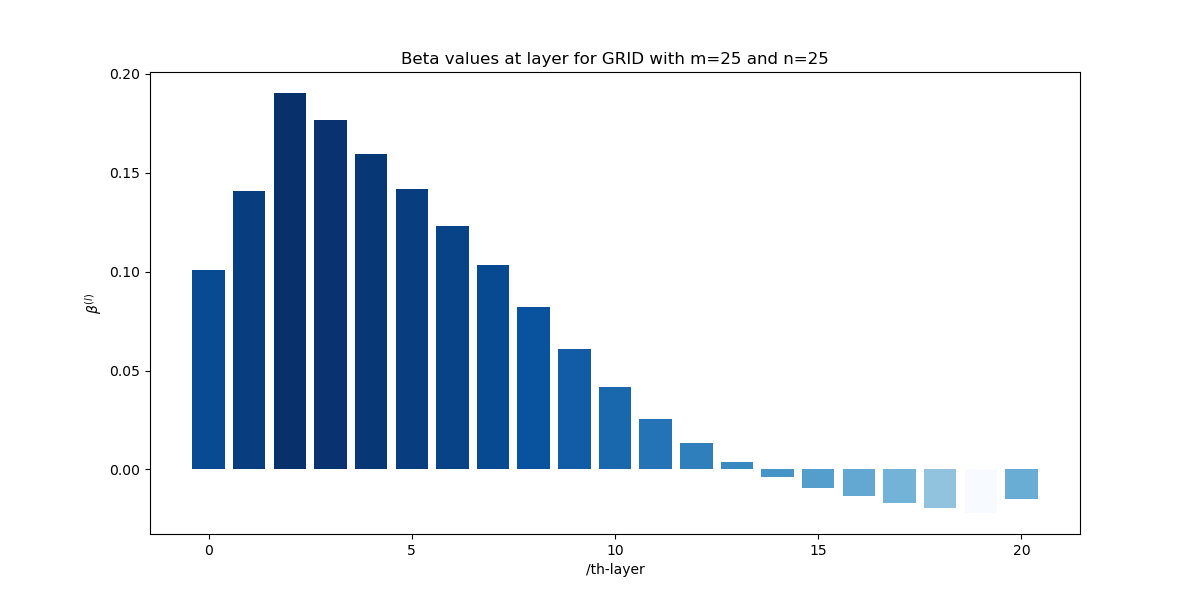 Beta values at layer for GRID with m=25 and n=25
0.20
0.15
0.10
0.05
0.00
β^(l)
0 5 10 15 20
/th-layer